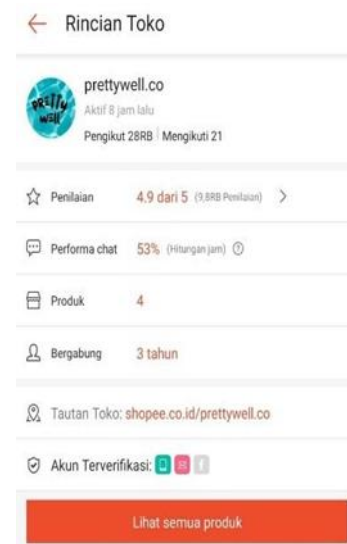 Rincian Toko
PRETTY
WELL
prettywell.co
Aktif 8 jam lalu
Pengikut 28RB | Mengikuti 21
Penilaian 4.9 dari 5 (9,8RB Penilaian)
Performa chat 53% (Hitungan jam)
Produk 4
Bergabung 3 tahun
Tautan Toko: shopee.co.id/prettywell.co
Akun Terverifikasi:
Lihat semua produk